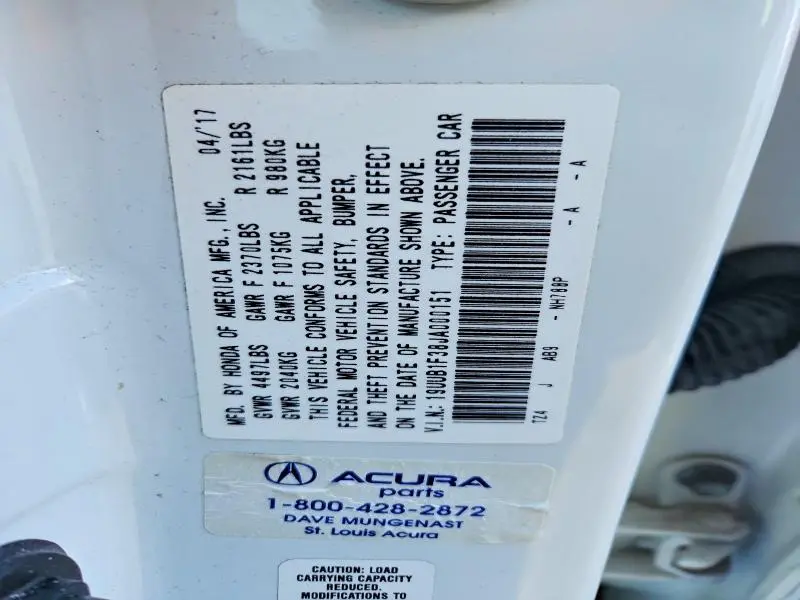 MFD. BY HONDA OF AMERICA MFG., INC. 04/'17
GVWR 4497LBS GAWR F 2370LBS R 2161LBS
GVWR 2040KG GAWR F 1075KG R 980KG
THIS VEHICLE CONFORMS TO ALL APPLICABLE
FEDERAL MOTOR VEHICLE SAFETY, BUMPER,
AND THEFT PREVENTION STANDARDS IN EFFECT
ON THE DATE OF MANUFACTURE SHOWN ABOVE.
V.I.N.: 19UUB1F38JA000151 TYPE: PASSENGER CAR
TZ4 J AB9 - NH788P - A - A
ACURA
parts
1-800-428-2872
DAVE MUNGENAST
St. Louis Acura
CAUTION: LOAD
CARRYING CAPACITY
REDUCED.
MODIFICATIONS TO